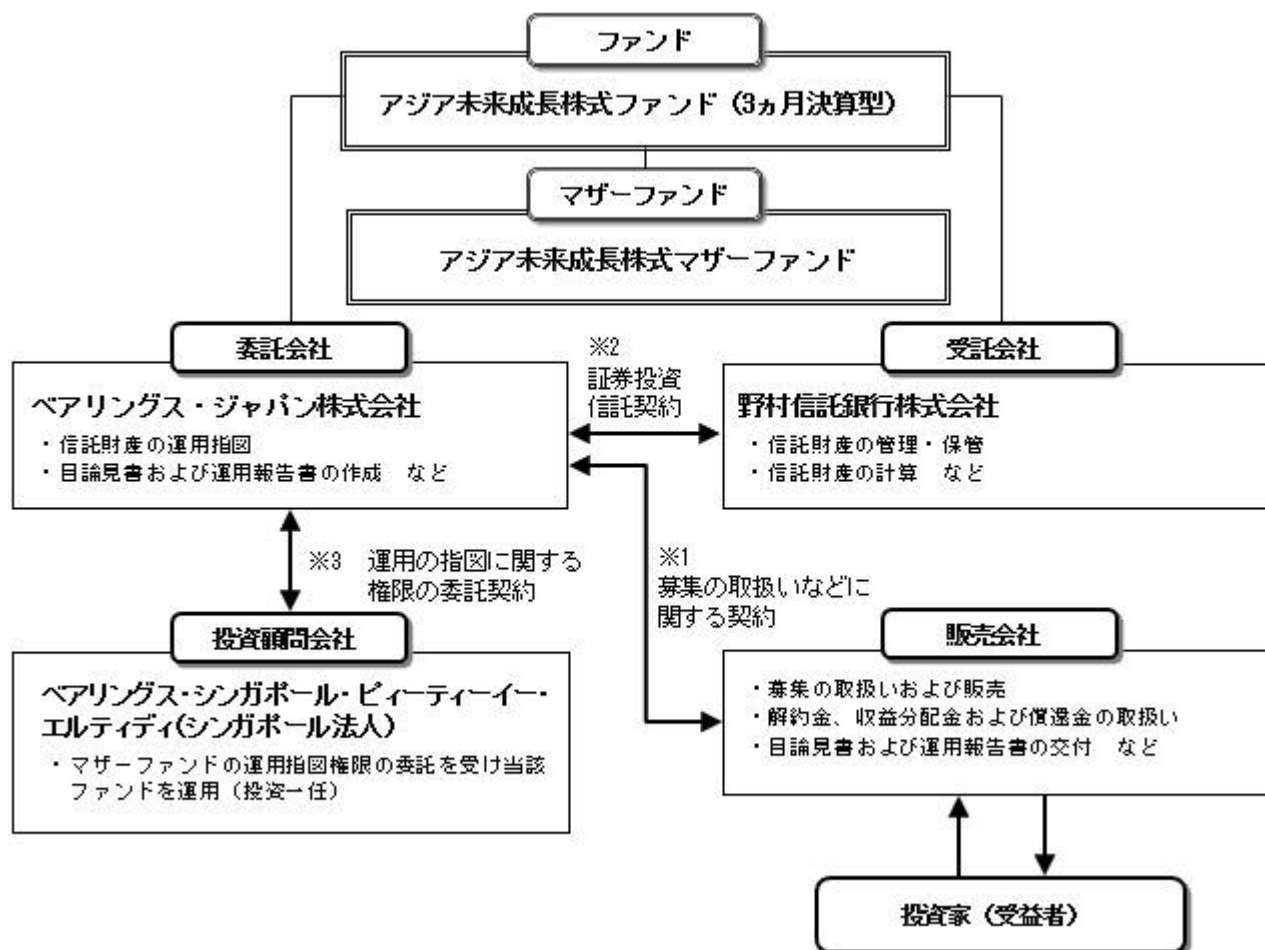 ファンド
アジア未来成長株式ファンド（3ヵ月決算型）
マザーファンド
アジア未来成長株式マザーファンド
委託会社
ベアリングス・ジャパン株式会社
・信託財産の運用指図
・目論見書および運用報告書の作成　など
※2
証券投資
信託契約
受託会社
野村信託銀行株式会社
・信託財産の管理・保管
・信託財産の計算　など
※3　運用の指図に関する
権限の委託契約
※1
募集の取扱いなどに
関する契約
投資顧問会社
ベアリングス・シンガポール・ピィーティーイー・
エルティディ(シンガポール法人)
・マザーファンドの運用指図権限の委託を受け当該
ファンドを運用（投資一任）
販売会社
・募集の取扱いおよび販売
・解約金、収益分配金および償還金の取扱い
・目論見書および運用報告書の交付　など
投資家（受益者）